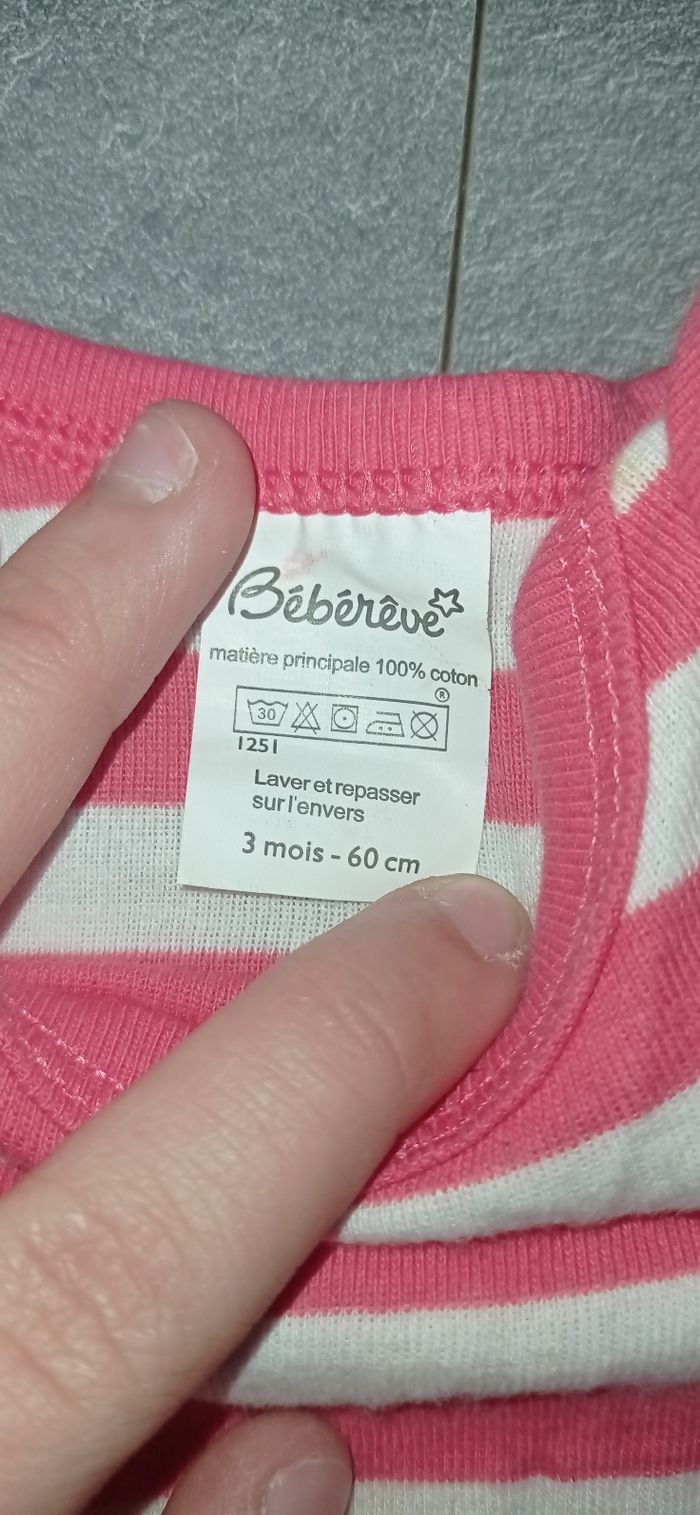 Bébérêve
matière principale 100% coton
®
30
1251
Laver et repasser
sur l'envers
3 mois - 60 cm